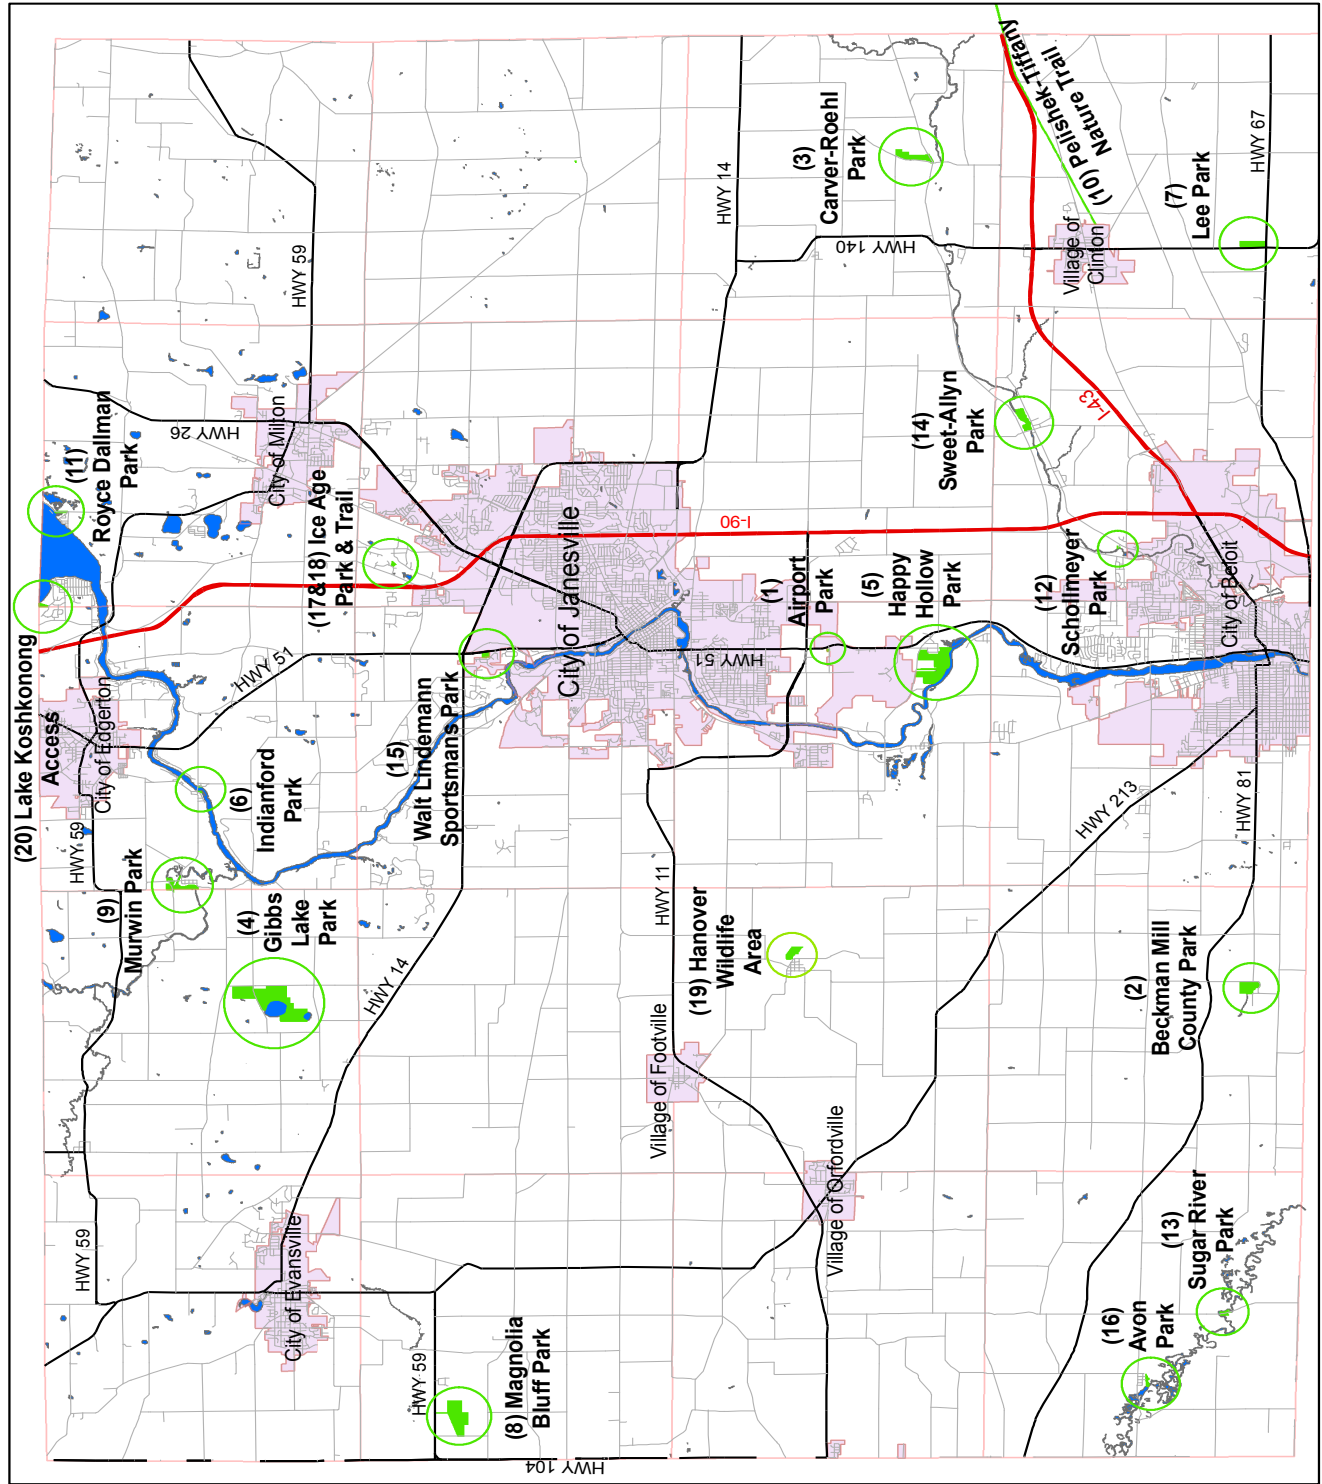 (20) Lake Koshkonong
Access
(11)
Royce Dallman
Park
City of Edgerton
HWY 59
HWY 26
City of Milton
HWY 59
(9)
Murwin Park
(6)
Indianford
Park
HWY 51
(17&18) Ice Age
Park & Trail
(4)
Gibbs
Lake
Park
HWY 59
City of Evansville
HWY 14
(15)
Walt Lindemann
Sportsmans Park
City of Janesville
I-90
HWY 14
HWY 59
(8) Magnolia
Bluff Park
HWY 104
Village of Footville
HWY 11
(19) Hanover
Wildlife
Area
HWY 51
(1)
Airport
Park
(5)
Happy
Hollow
Park
(3)
Carver-Roehl
Park
HWY 140
(14)
Sweet-Allyn
Park
Village of Orfordville
HWY 213
(12)
Schollmeyer
Park
I-43
Village of
Clinton
(10) Pelishek-Tiffany
Nature Trail
(7)
Lee Park
HWY 67
(16)
Avon
Park
(13)
Sugar River
Park
(2)
Beckman Mill
County Park
HWY 81
City of Beloit